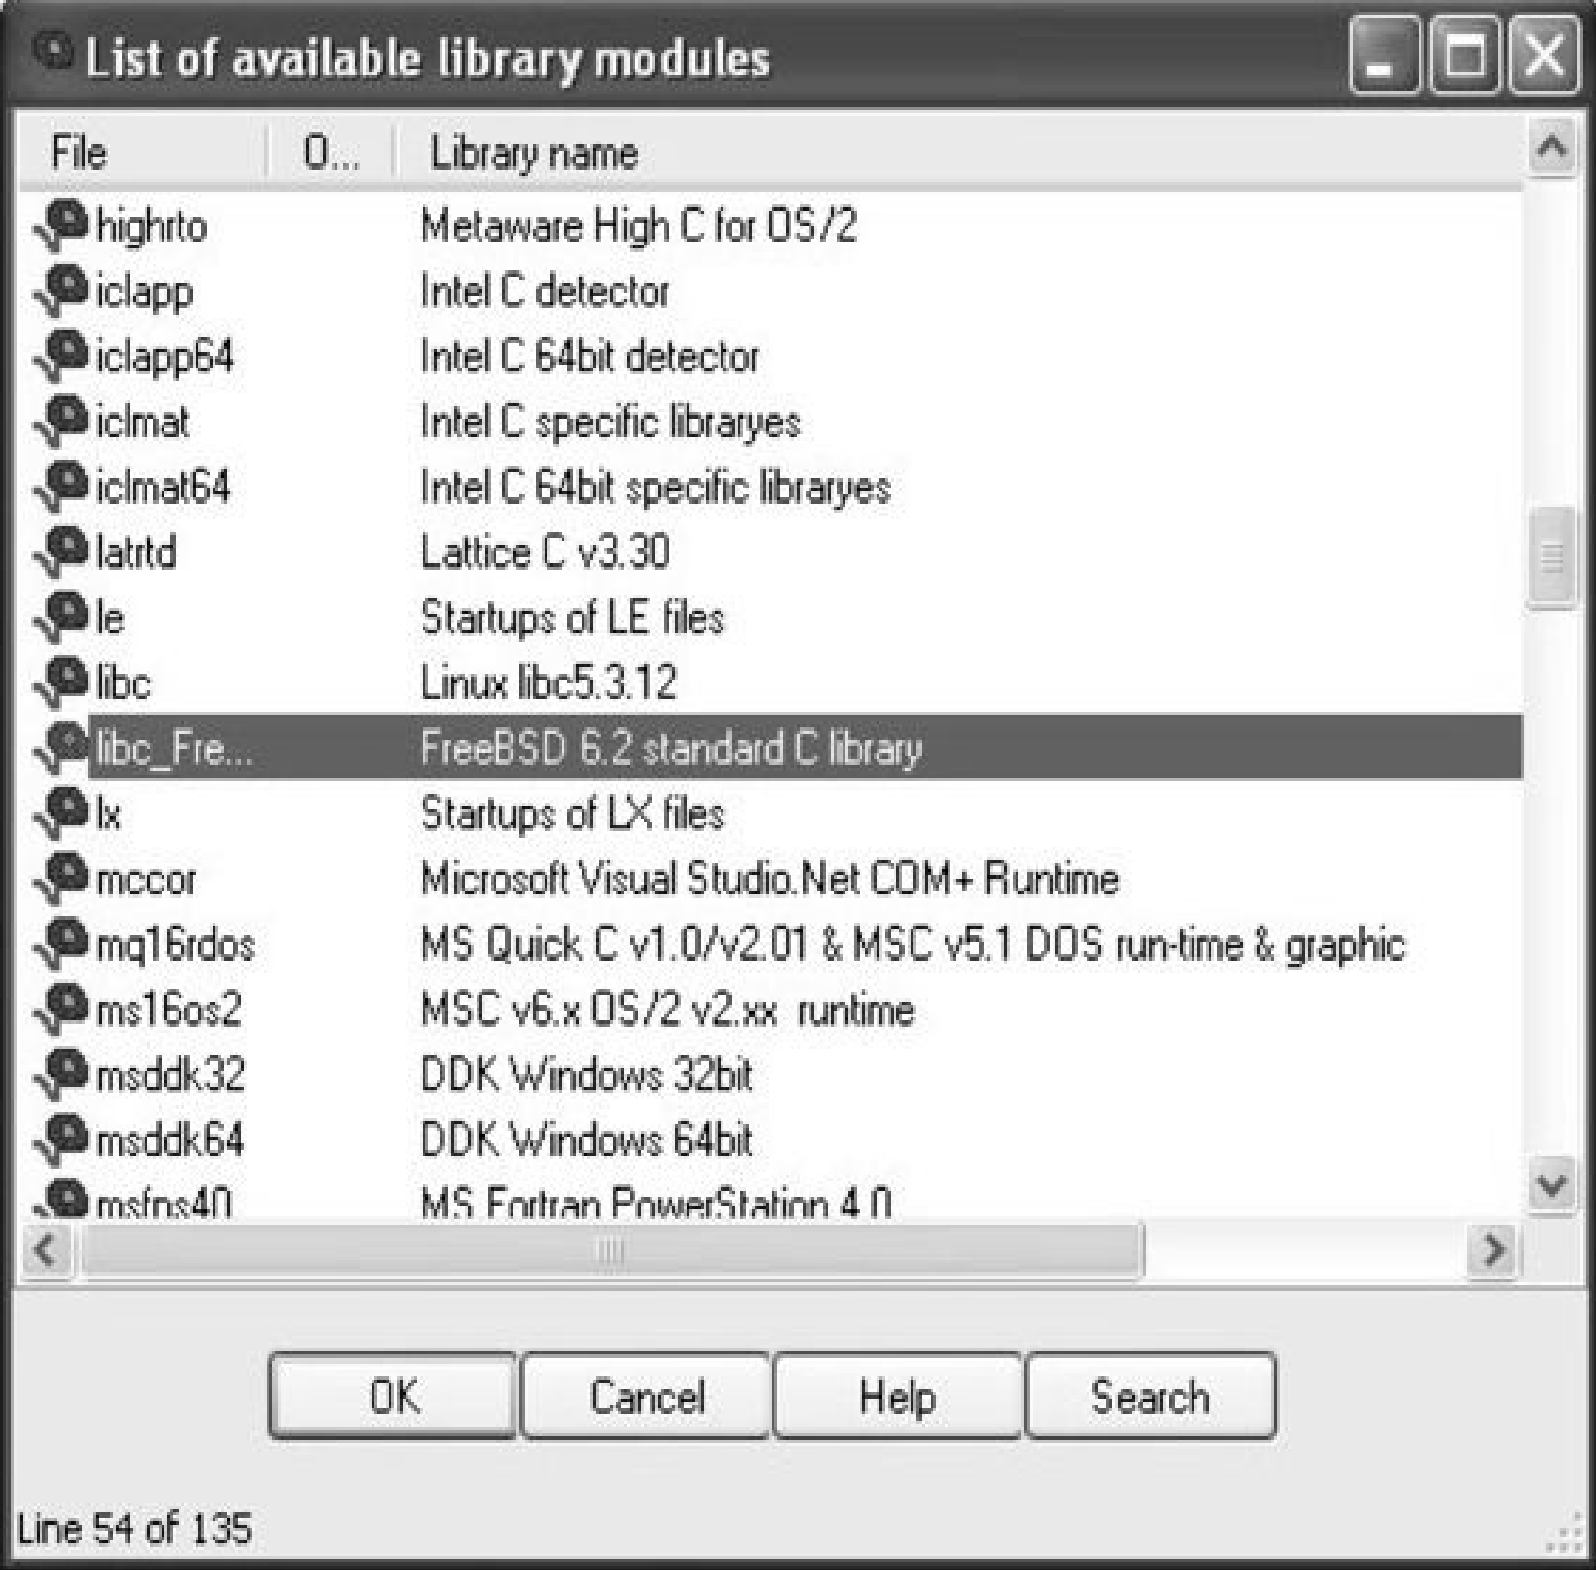 List of available library modules
File O... Library name
highrto Metaware High C for OS/2
iclapp Intel C detector
iclapp64 Intel C 64bit detector
iclmat Intel C specific libraryes
iclmat64 Intel C 64bit specific libraryes
latrtd Lattice C v3.30
le Startups of LE files
libc Linux libc5.3.12
libc_Fre... FreeBSD 6.2 standard C library
lx Startups of LX files
mccor Microsoft Visual Studio.Net COM+ Runtime
mq16rdos MS Quick C v1.0/v2.01 & MSC v5.1 DOS run-time & graphic
ms16os2 MSC v6.x OS/2 v2.xx runtime
msddk32 DDK Windows 32bit
msddk64 DDK Windows 64bit
msfps40 MS Fortran PowerStation 4.0
OK Cancel Help Search
Line 54 of 135